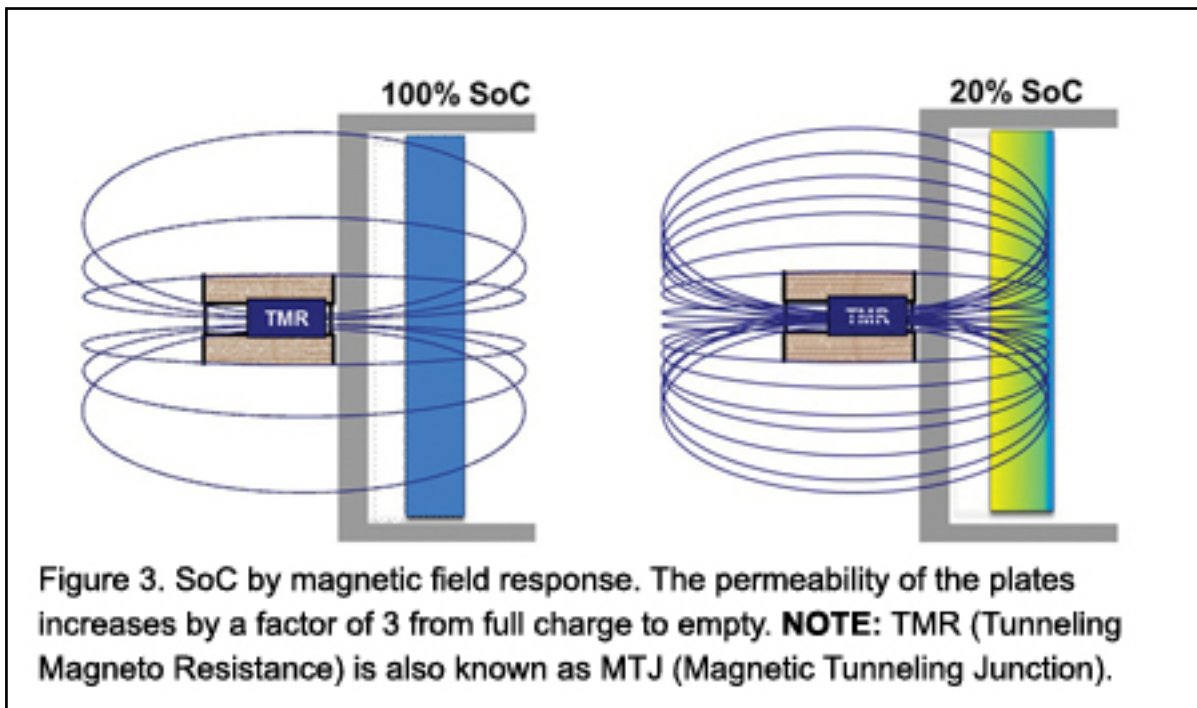 100% SoC
20% SoC
TMR
TMR
Figure 3. SoC by magnetic field response. The permeability of the plates
increases by a factor of 3 from full charge to empty. NOTE: TMR (Tunneling
Magneto Resistance) is also known as MTJ (Magnetic Tunneling Junction).